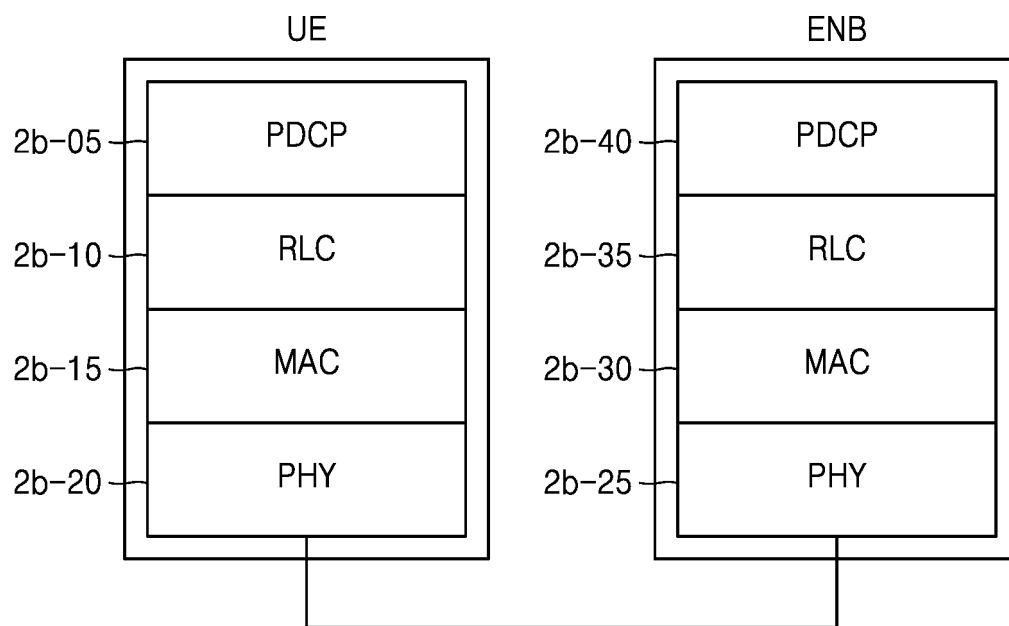 UE
ENB
2b-05
PDCP
2b-40
PDCP
2b-10
RLC
2b-35
RLC
2b-15
MAC
2b-30
MAC
2b-20
PHY
2b-25
PHY